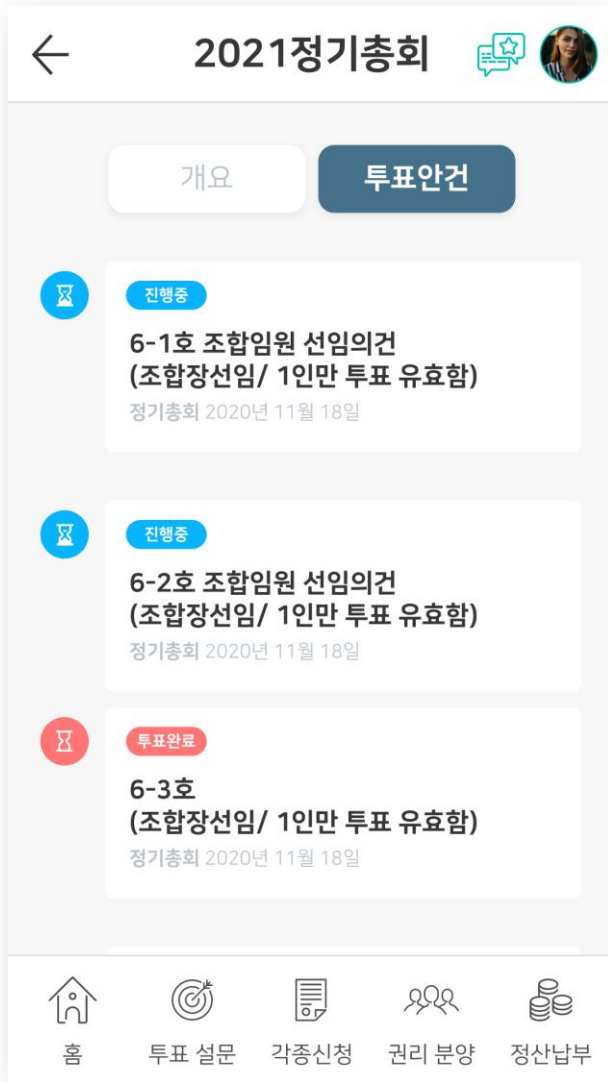 2021정기총회
개요
투표안건
진행중
6-1호 조합임원 선임의건
(조합장선임/ 1인만 투표 유효함)
정기총회 2020년 11월 18일
진행중
6-2호 조합임원 선임의건
(조합장선임/ 1인만 투표 유효함)
정기총회 2020년 11월 18일
투표완료
6-3호
(조합장선임/ 1인만 투표 유효함)
정기총회 2020년 11월 18일
홈
투표 설문
각종신청
권리 분양
정산납부